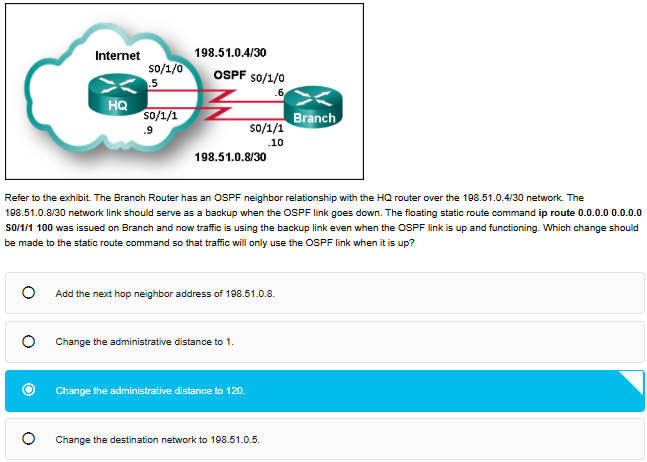 Internet
198.51.0.4/30
S0/1/0
OSPF S0/1/0
.5
.6
HQ
S0/1/1
Branch
.9
S0/1/1
.10
198.51.0.8/30
Refer to the exhibit. The Branch Router has an OSPF neighbor relationship with the HQ router over the 198.51.0.4/30 network. The
198.51.0.8/30 network link should serve as a backup when the OSPF link goes down. The floating static route command ip route 0.0.0.0 0.0.0.0
S0/1/1 100 was issued on Branch and now traffic is using the backup link even when the OSPF link is up and functioning. Which change should
be made to the static route command so that traffic will only use the OSPF link when it is up?
Add the next hop neighbor address of 198.51.0.8.
Change the administrative distance to 1.
Change the administrative distance to 120.
Change the destination network to 198.51.0.5.